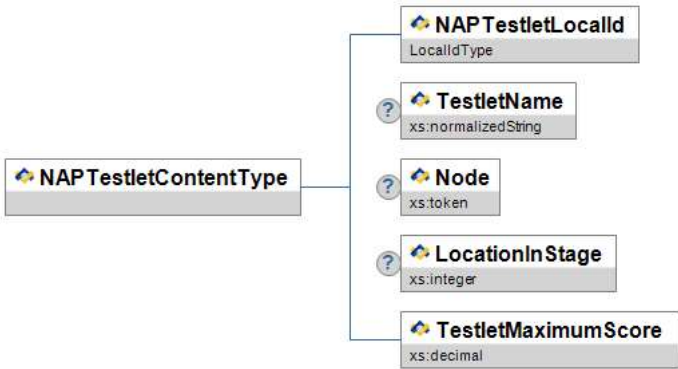 NAPTestletLocalId
LocalIdType
?
TestletName
xs:normalizedString
NAPTestletContentType
?
Node
xs:token
?
LocationInStage
xs:integer
TestletMaximumScore
xs:decimal